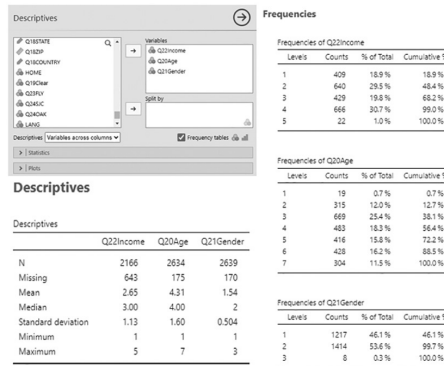 Descriptives
Q18STATE
Q18ZIP
Q18COUNTRY
HOME
Q19Clear
Q23FLY
Q24SJC
Q24OAK
LANG
Variables
Q22Income
Q20Age
Q21Gender
Split by
Descriptives Variables across columns Frequency tables
> | Statistics
> | Plots
Descriptives
Descriptives
Q22Income Q20Age Q21Gender
N 2166 2634 2639
Missing 643 175 170
Mean 2.65 4.31 1.54
Median 3.00 4.00 2
Standard deviation 1.13 1.60 0.504
Minimum 1 1 1
Maximum 5 7 3
Frequencies
Frequencies of Q22Income
Levels Counts % of Total Cumulative %
1 409 18.9 % 18.9 %
2 640 29.5 % 48.4 %
3 429 19.8 % 68.2 %
4 666 30.7 % 99.0 %
5 22 1.0 % 100.0 %
Frequencies of Q20Age
Levels Counts % of Total Cumulative %
1 19 0.7 % 0.7 %
2 315 12.0 % 12.7 %
3 669 25.4 % 38.1 %
4 483 18.3 % 56.4 %
5 416 15.8 % 72.2 %
6 428 16.2 % 88.5 %
7 304 11.5 % 100.0 %
Frequencies of Q21Gender
Levels Counts % of Total Cumulative %
1 1217 46.1 % 46.1 %
2 1414 53.6 % 99.7 %
3 8 0.3 % 100.0 %